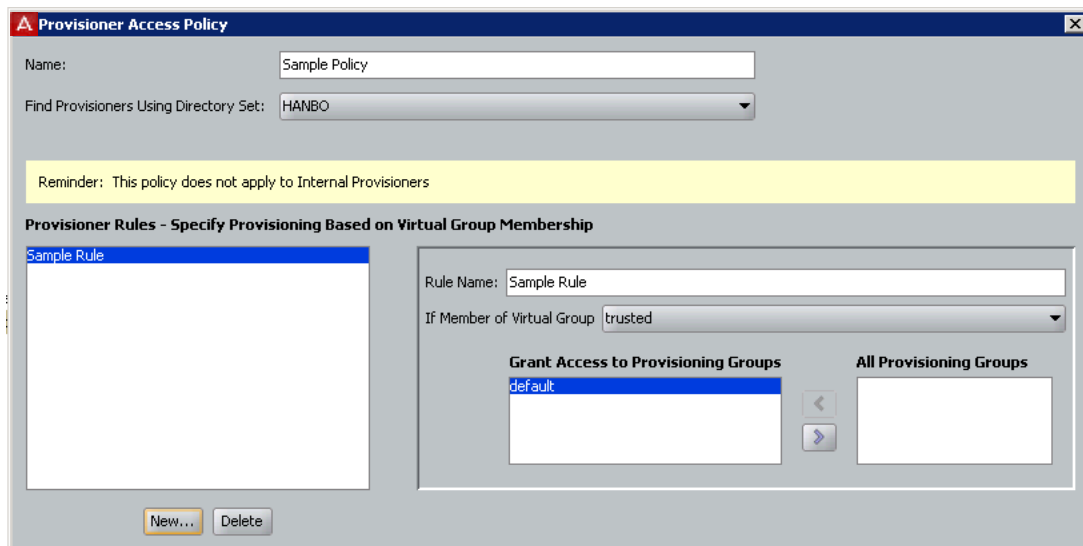 Provisioner Access Policy
Name: Sample Policy
Find Provisioners Using Directory Set: HANBO
Reminder: This policy does not apply to Internal Provisioners
Provisioner Rules - Specify Provisioning Based on Virtual Group Membership
Sample Rule
Rule Name: Sample Rule
If Member of Virtual Group trusted
Grant Access to Provisioning Groups
All Provisioning Groups
default
New...
Delete